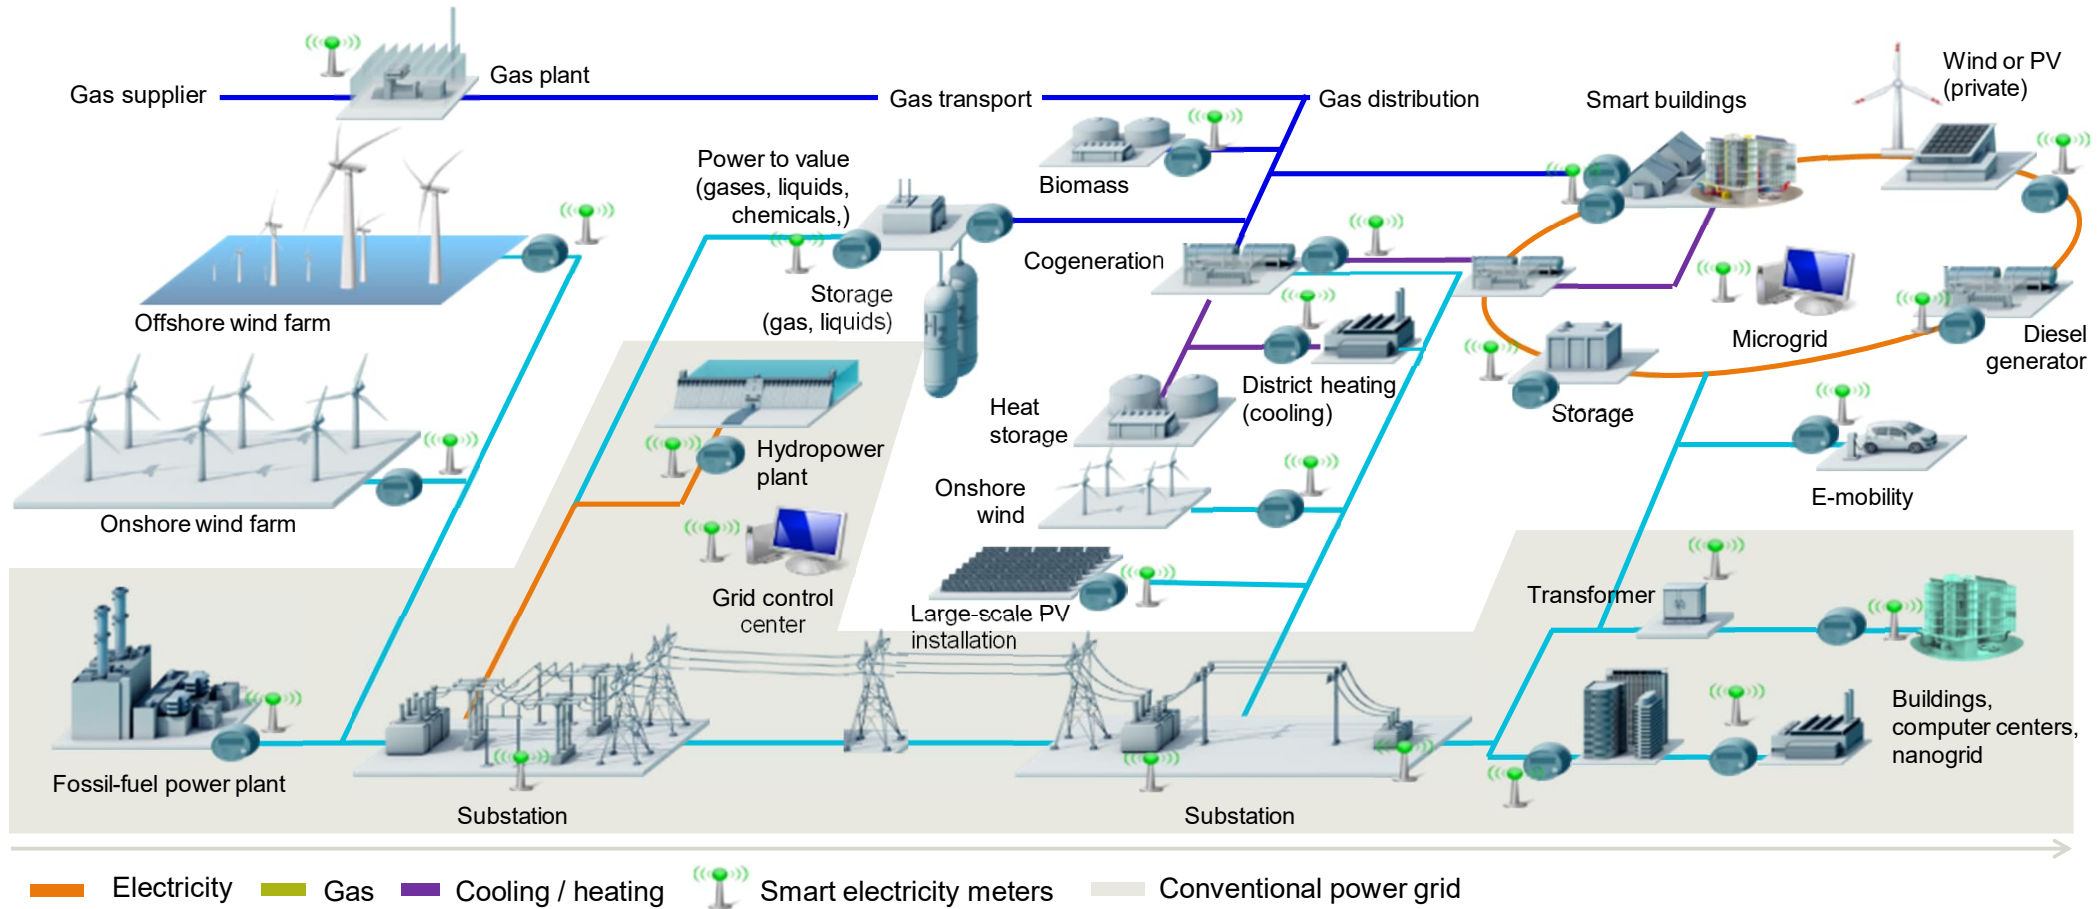 Gas supplier
Gas plant
Gas transport
Gas distribution
Smart buildings
Wind or PV
(private)
Power to value
(gases, liquids,
chemicals,)
Biomass
Cogeneration
Offshore wind farm
Storage
(gas, liquids)
H2
Microgrid
Diesel
generator
District heating
(cooling)
Heat
storage
Storage
Hydropower
plant
Onshore
wind
E-mobility
Onshore wind farm
Grid control
center
Large-scale PV
installation
Transformer
Buildings,
computer centers,
nanogrid
Fossil-fuel power plant
Substation
Substation
Electricity
Gas
Cooling / heating
Smart electricity meters
Conventional power grid